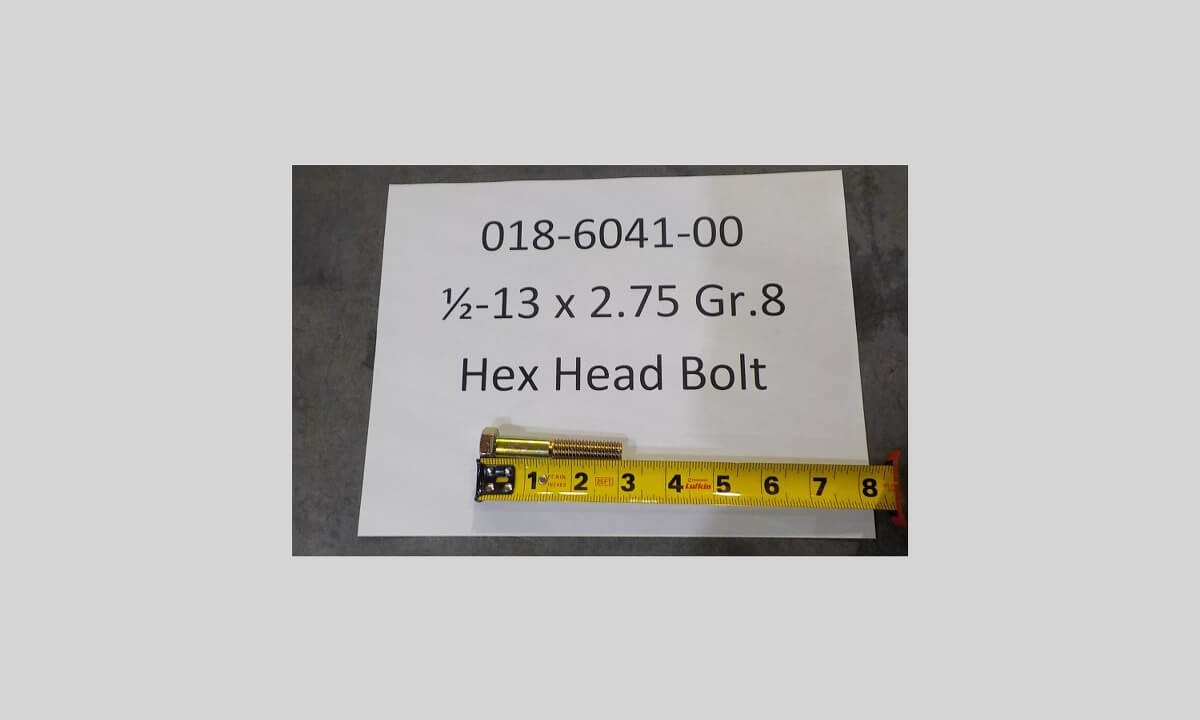 018-6041-00
½-13 x 2.75 Gr.8
Hex Head Bolt
1 2 25FT 3 4 Lufkin 5 6 7 8